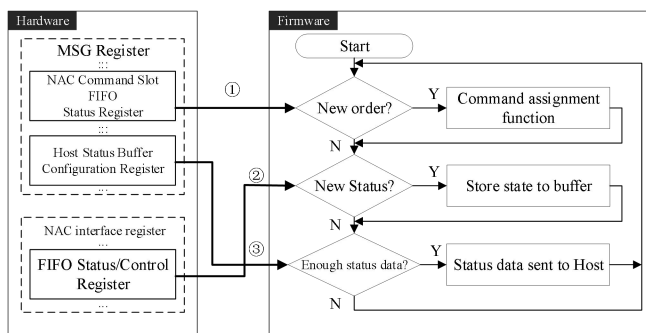 Hardware
MSG Register
...
NAC Command Slot
FIFO
Status Register
...
Host Status Buffer
Configuration Register
...
NAC interface register
...
FIFO Status/Control
Register
...
①
②
③
Firmware
Start
New order?
Y
Command assignment
function
N
New Status?
Y
Store state to buffer
N
Enough status data?
Y
Status data sent to Host
N